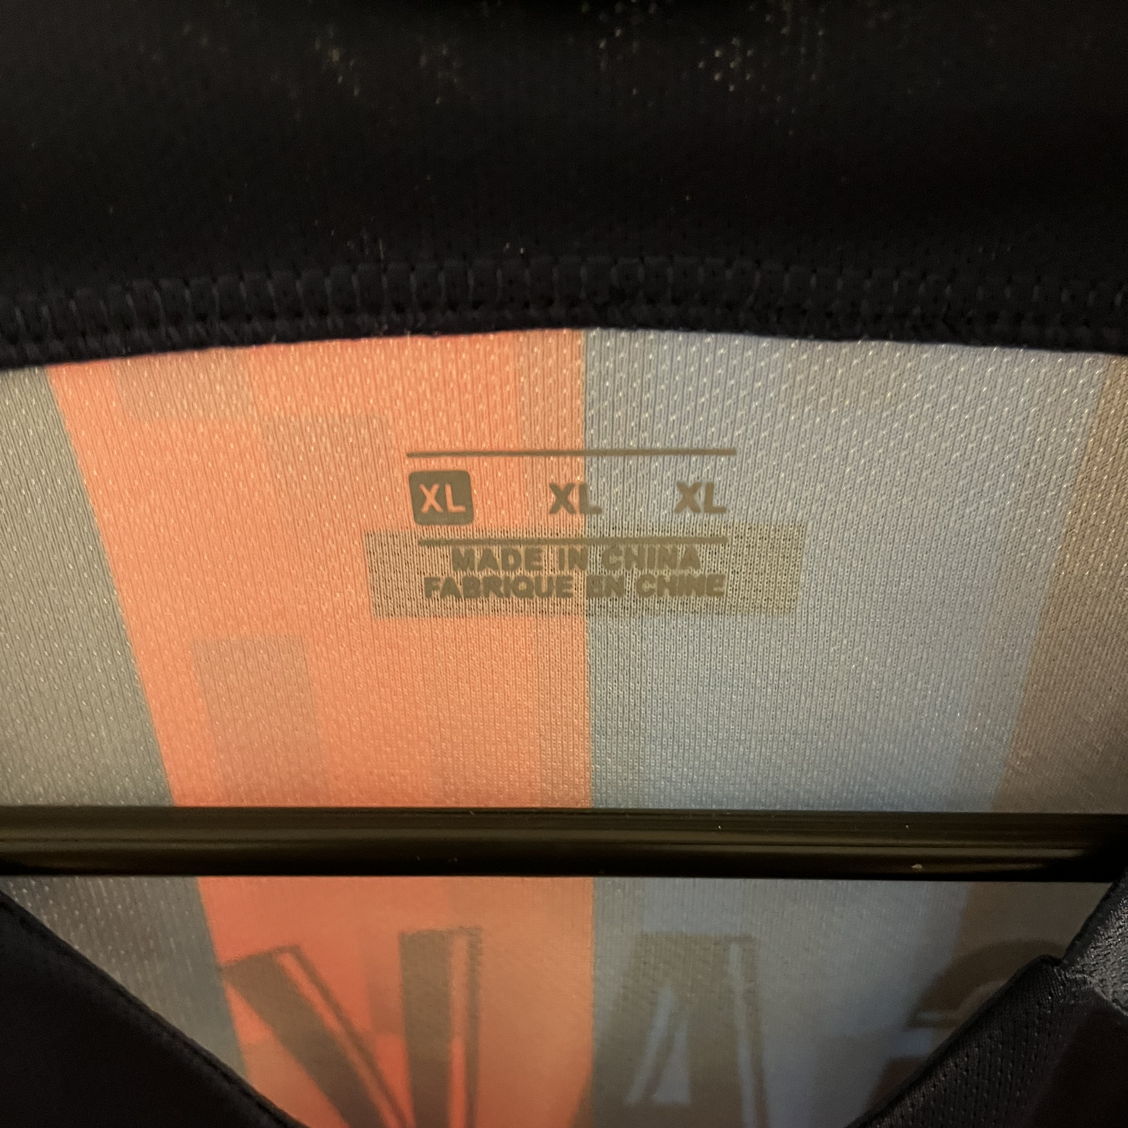 XL XL XL
MADE IN CHINA
FABRIQUE EN CHINE